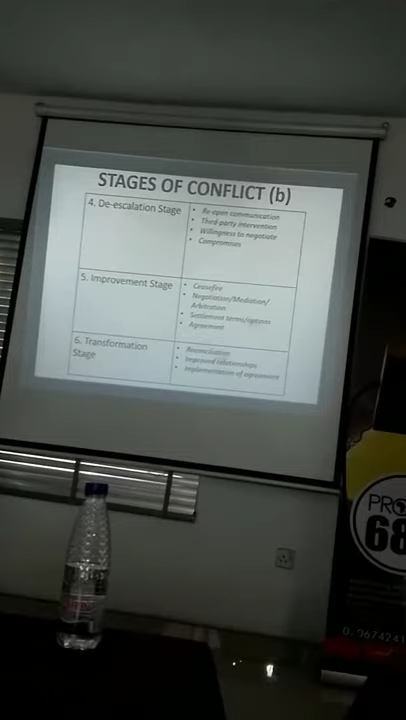 STAGES OF CONFLICT (b)
4. De-escalation Stage
• Re-open communication
• Third-party intervention
• Willingness to negotiate
• Compromises
5. Improvement Stage
• Ceasefire
• Negotiation/Mediation/
Arbitration
• Settlement terms/options
• Agreement
6. Transformation
Stage
• Reconciliation
• Improved relationships
• Implementation of agreement
PRO
68